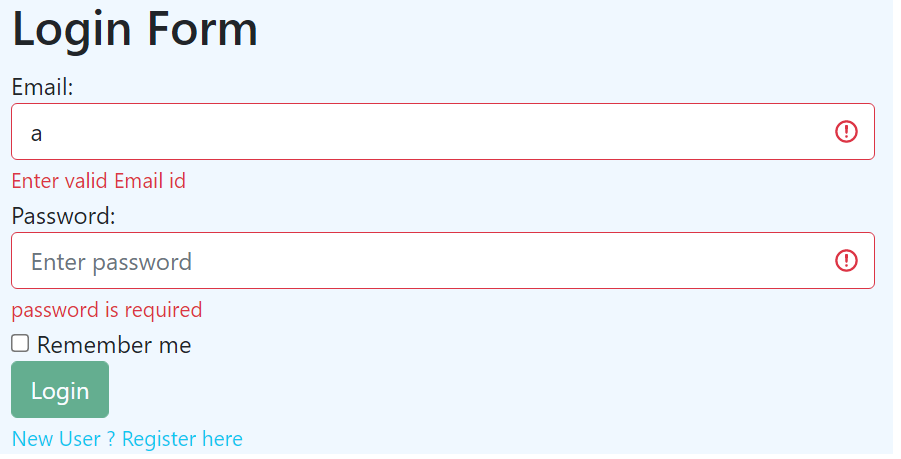 Login Form
Email:
a
Enter valid Email id
Password:
Enter password
password is required
Remember me
Login
New User ? Register here